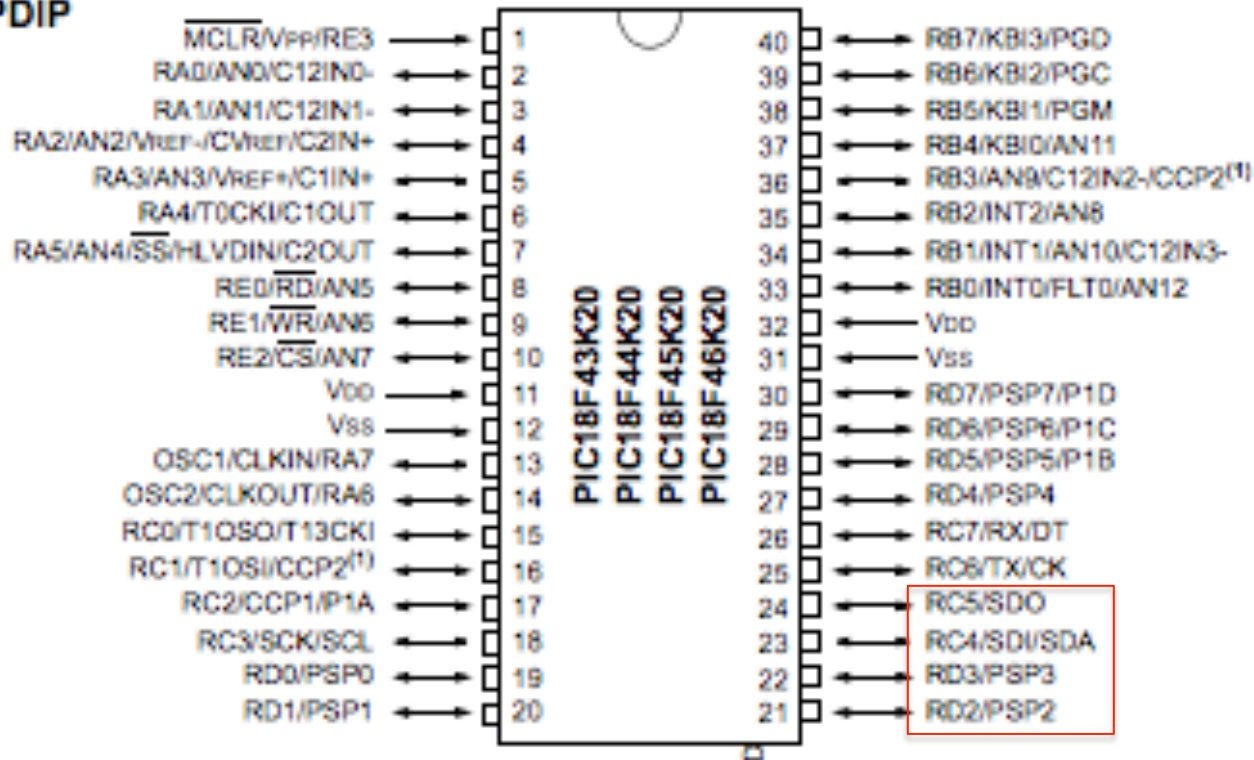 PDIP
MCLR/VPP/RE3
RA0/AN0/C12IN0-
RA1/AN1/C12IN1-
RA2/AN2/VREF-/CVREF/C2IN+
RA3/AN3/VREF+/C1IN+
RA4/T0CKI/C1OUT
RA5/AN4/SS/HLVDIN/C2OUT
RE0/RD/AN5
RE1/WR/AN6
RE2/CS/AN7
VDD
VSS
OSC1/CLKIN/RA7
OSC2/CLKOUT/RA6
RC0/T1OSO/T13CKI
RC1/T1OSI/CCP2(1)
RC2/CCP1/P1A
RC3/SCK/SCL
RD0/PSP0
RD1/PSP1
1
2
3
4
5
6
7
8
9
10
11
12
13
14
15
16
17
18
19
20
PIC18F43K20
PIC18F44K20
PIC18F45K20
PIC18F46K20
40
39
38
37
36
35
34
33
32
31
30
29
28
27
26
25
24
23
22
21
RB7/KBI3/PGD
RB6/KBI2/PGC
RB5/KBI1/PGM
RB4/KBI0/AN11
RB3/AN9/C12IN2-/CCP2(1)
RB2/INT2/AN8
RB1/INT1/AN10/C12IN3-
RB0/INT0/FLT0/AN12
VDD
VSS
RD7/PSP7/P1D
RD6/PSP6/P1C
RD5/PSP5/P1B
RD4/PSP4
RC7/RX/DT
RC6/TX/CK
RC5/SDO
RC4/SDI/SDA
RD3/PSP3
RD2/PSP2